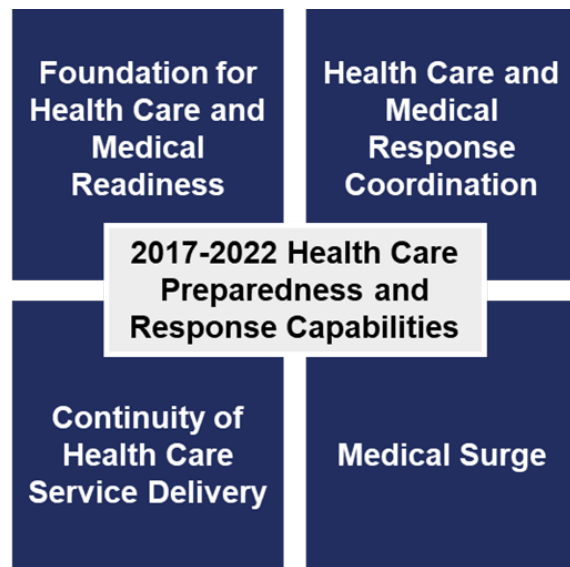 Foundation for
Health Care and
Medical
Readiness
Health Care and
Medical
Response
Coordination
2017-2022 Health Care
Preparedness and
Response Capabilities
Continuity of
Health Care
Service Delivery
Medical Surge